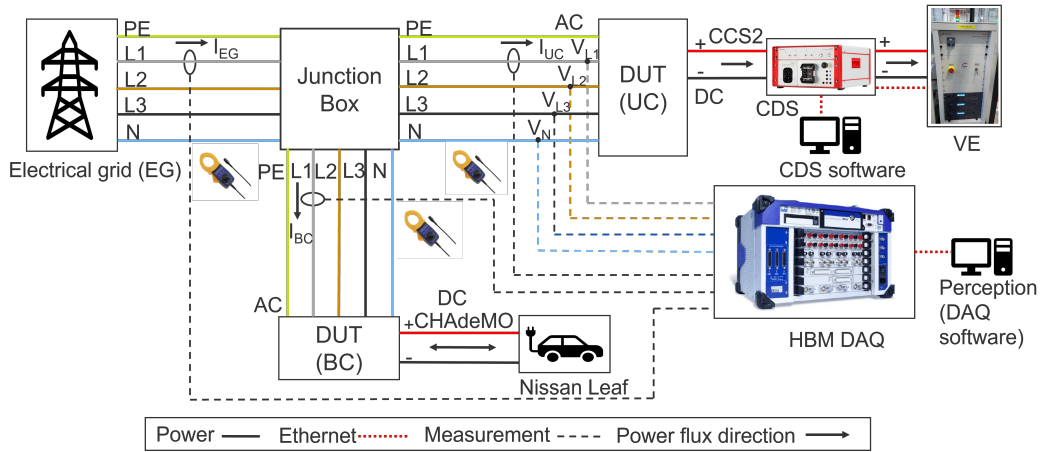 PE
L1
L2
L3
N
I_EG
Electrical grid (EG)
Junction
Box
PE
L1
L2
L3
N
AC
I_UC
V_L1
V_L2
V_L3
V_N
DUT
(UC)
+ CCS2
-
DC
CDS
+
-
VE
CDS software
PE L1 L2 L3 N
I_BC
AC
DUT
(BC)
DC
+ CHAdeMO
-
Nissan Leaf
HBM DAQ
Perception
(DAQ
software)
Power Ethernet Measurement Power flux direction